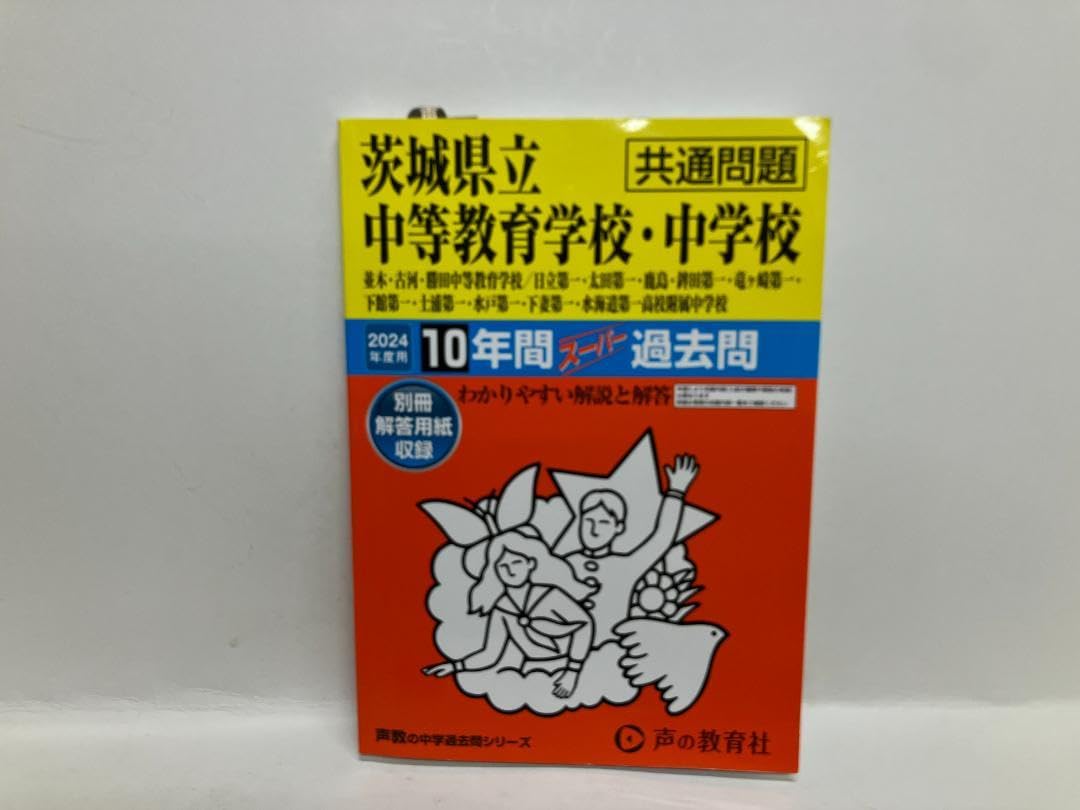 茨城県立
共通問題
中等教育学校・中学校
並木・古河・勝田中等教育学校／日立第一・太田第一・鹿島・鉾田第一・竜ヶ崎第一・
下館第一・土浦第一・水戸第一・下妻第一・水海道第一高校附属中学校
2024
年度用
10年間スーパー過去問
わかりやすい解説と解答
別冊
解答用紙
収録
声教の中学過去問シリーズ
声の教育社